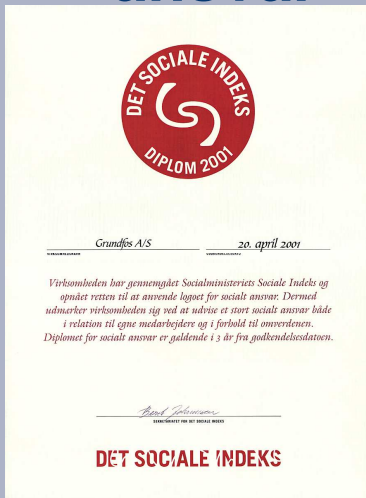 DET SOCIALE INDEKS
DIPLOM 2001
Grundfos A/S 20. april 2001
Virksomheden har gennemgået Socialministeriets Sociale Indeks og
opnået retten til at anvende logoet for socialt ansvar. Dermed
udmærker virksomheden sig ved at udvise et stort socialt ansvar både
i relation til egne medarbejdere og i forhold til omverdenen.
Diplomet for socialt ansvar er gældende i 3 år fra godkendelsesdatoen.
SEKRETARIATET FOR DET SOCIALE INDEKS
DET SOCIALE INDEKS